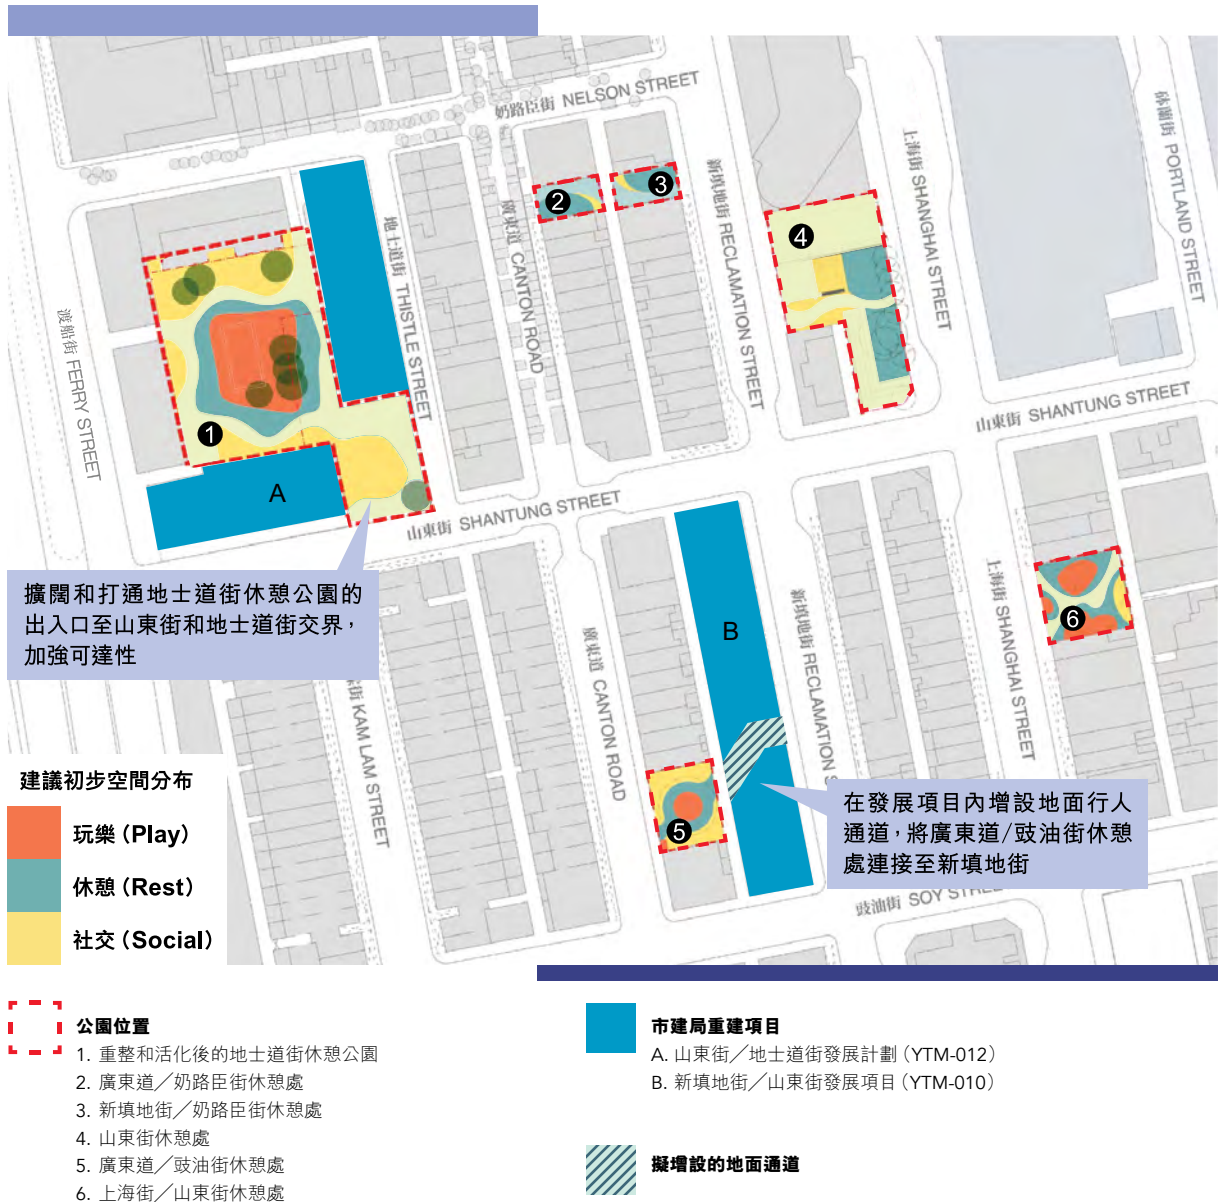 奶路臣街 NELSON STREET
砵蘭街 PORTLAND STREET
上海街 SHANGHAI STREET
新填地街 RECLAMATION STREET
廣東道 CANTON ROAD
地士道街 THISTLE STREET
渡船街 FERRY STREET
2
3
4
1
A
山東街 SHANTUNG STREET
山東街 SHANTUNG STREET
擴闊和打通地士道街休憩公園的
出入口至山東街和地士道街交界，
加強可達性
B
6
上海街 SHANGHAI STREET
新填地街 RECLAMATION S
廣東道 CANTON ROAD
街 KAM LAM STREET
5
在發展項目內增設地面行人
通道，將廣東道/豉油街休憩
處連接至新填地街
豉油街 SOY STREE
建議初步空間分布
玩樂（Play）
休憩（Rest）
社交（Social）
公園位置
1. 重整和活化後的地士道街休憩公園
2. 廣東道／奶路臣街休憩處
3. 新填地街／奶路臣街休憩處
4. 山東街休憩處
5. 廣東道／豉油街休憩處
6. 上海街／山東街休憩處
市建局重建項目
A. 山東街／地士道街發展計劃（YTM-012）
B. 新填地街／山東街發展項目（YTM-010）
擬增設的地面通道